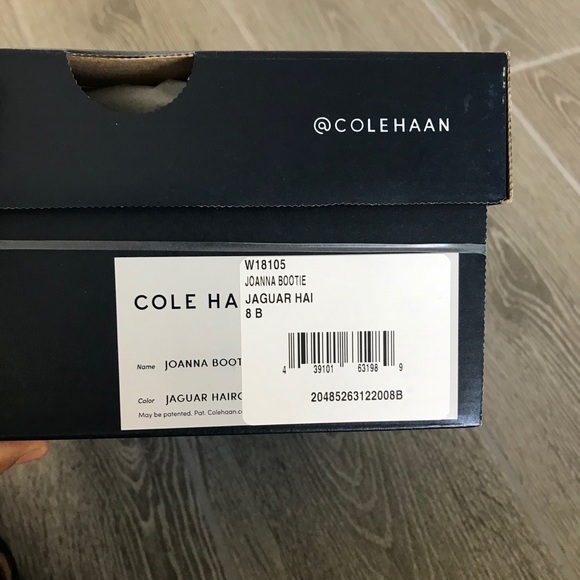 @COLEHAAN
W18105
JOANNA BOOTIE
JAGUAR HAI
8 B
4 39101 63198 9
20485263122008B
COLE HA
Name JOANNA BOOT
Color JAGUAR HAIRC
May be patented. Pat. Colehaan.c